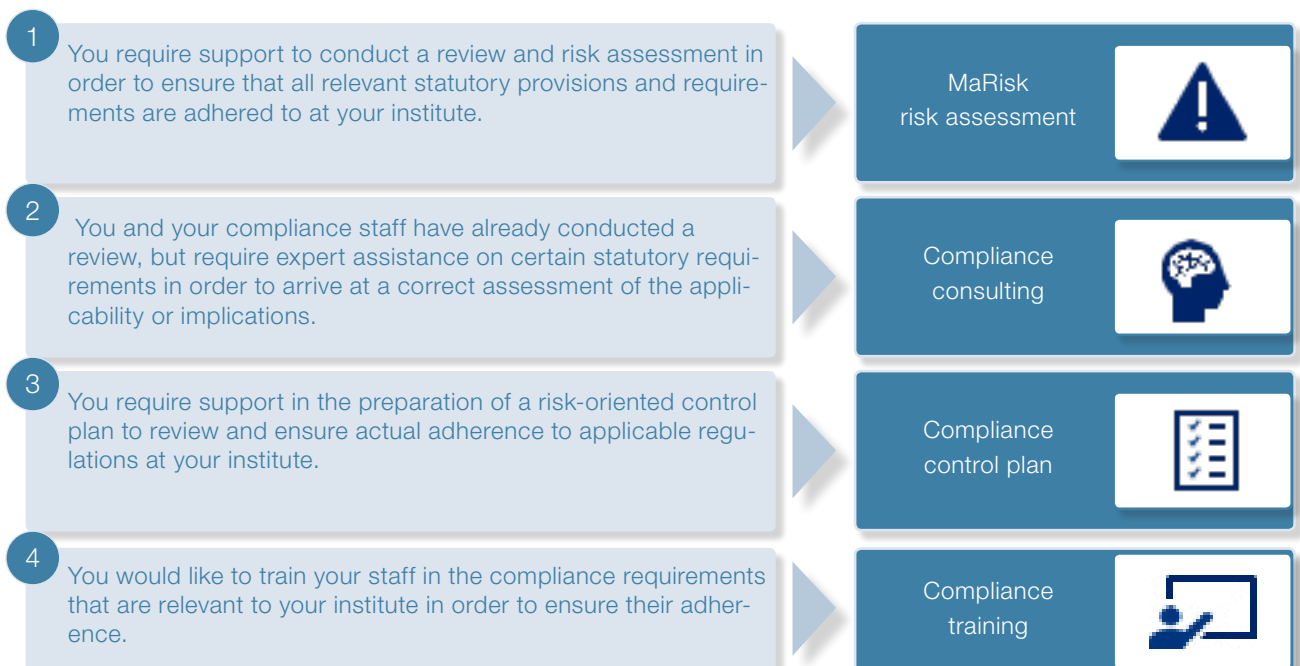 1
You require support to conduct a review and risk assessment in
order to ensure that all relevant statutory provisions and require-
ments are adhered to at your institute.
MaRisk
risk assessment
2
You and your compliance staff have already conducted a
review, but require expert assistance on certain statutory requi-
rements in order to arrive at a correct assessment of the appli-
cability or implications.
Compliance
consulting
3
You require support in the preparation of a risk-oriented control
plan to review and ensure actual adherence to applicable regu-
lations at your institute.
Compliance
control plan
4
You would like to train your staff in the compliance requirements
that are relevant to your institute in order to ensure their adher-
ence.
Compliance
training